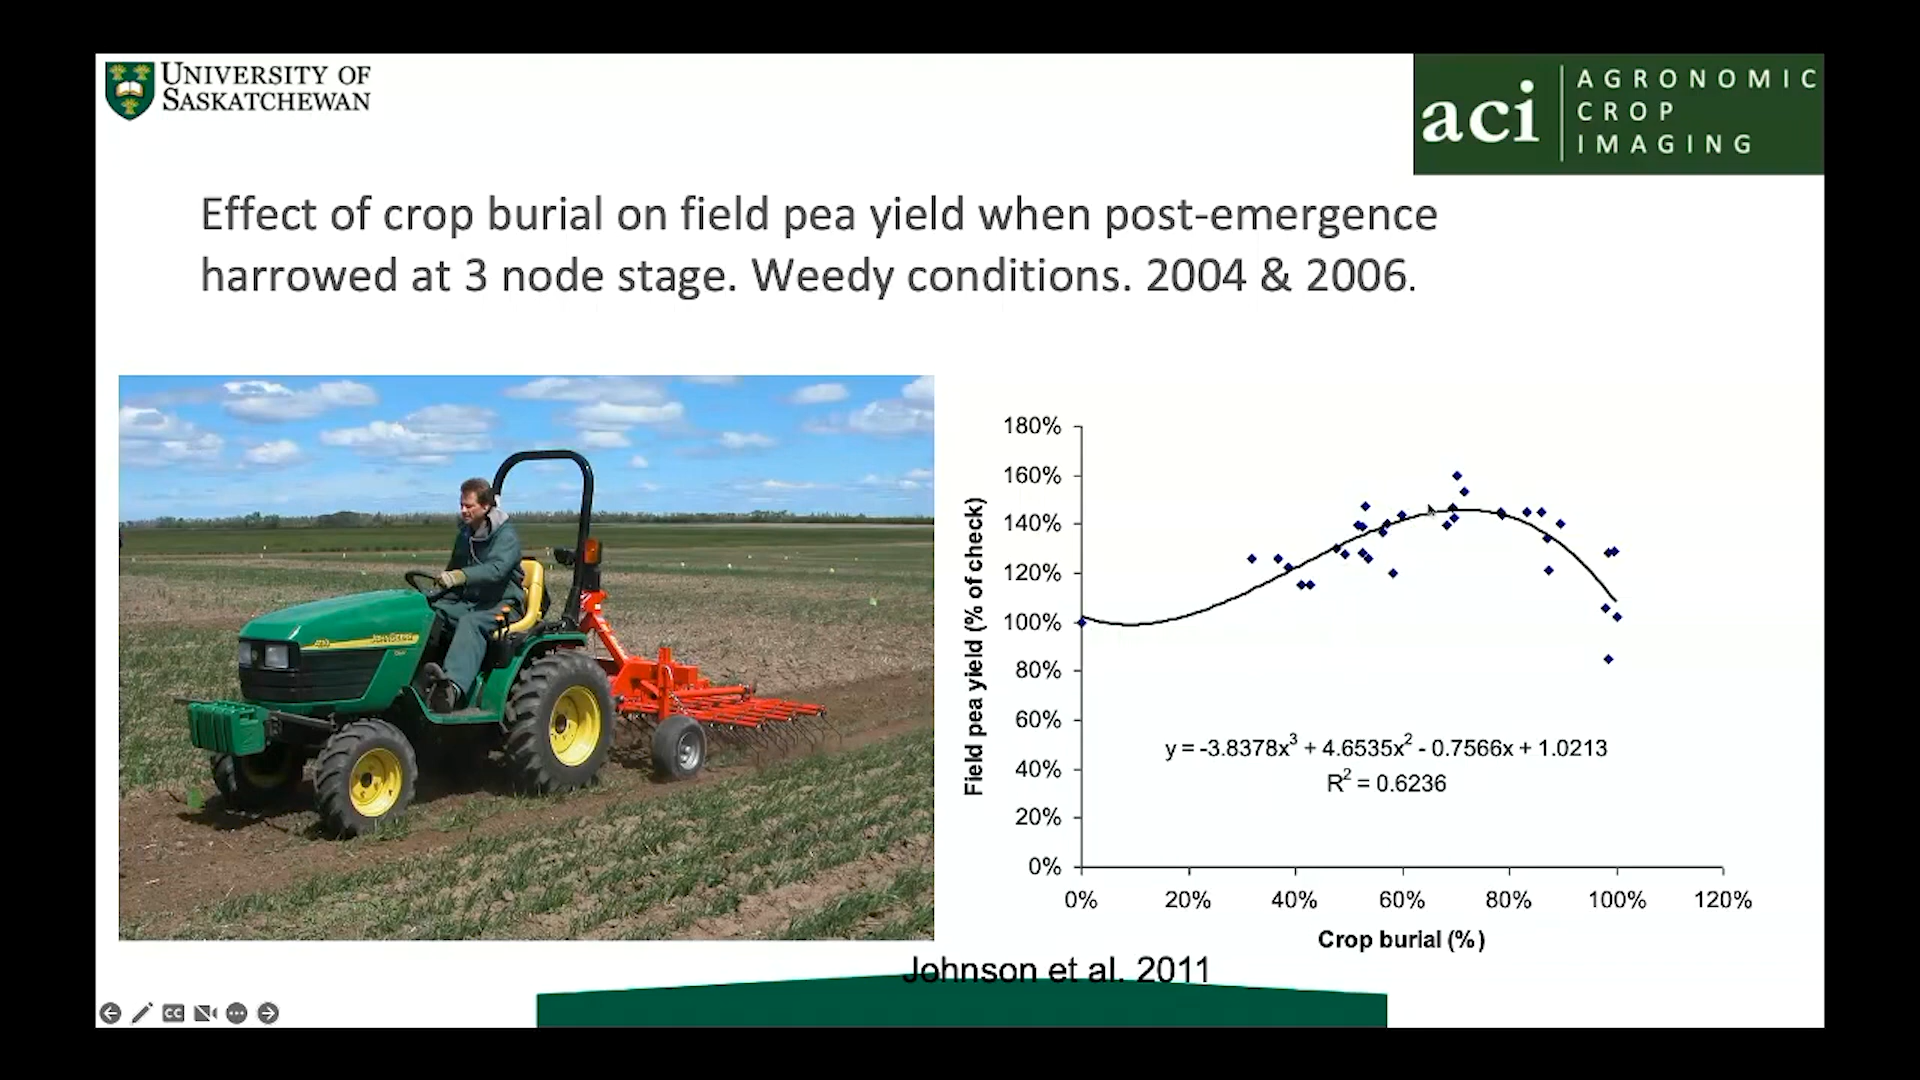 UNIVERSITY OF
SASKATCHEWAN
aci
AGRONOMIC
CROP
IMAGING
Effect of crop burial on field pea yield when post-emergence
harrowed at 3 node stage. Weedy conditions. 2004 & 2006.
Field pea yield (% of check)
180%
160%
140%
120%
100%
80%
60%
40%
20%
0%
y = -3.8378x³ + 4.6535x² - 0.7566x + 1.0213
R² = 0.6236
0% 20% 40% 60% 80% 100% 120%
Crop burial (%)
Johnson et al. 2011
CC